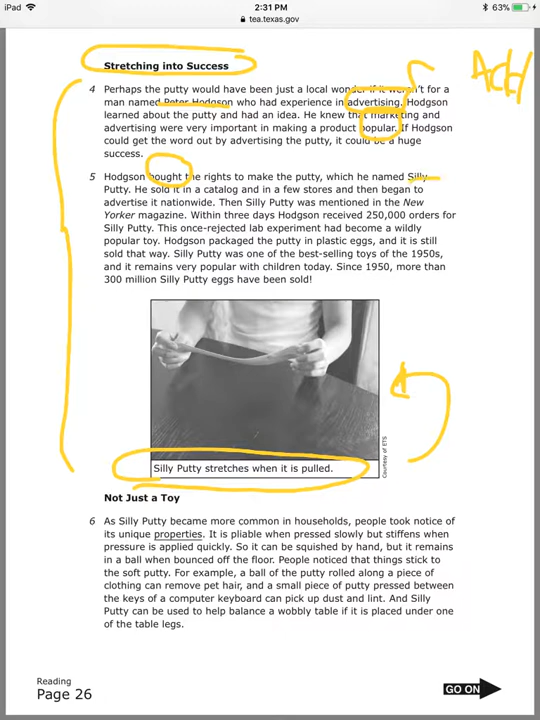 iPad
2:31 PM
63%
tea.texas.gov
Add
Stretching into Success
4 Perhaps the putty would have been just a local wonder if it weren't for a
man named Peter Hodgson who had experience in advertising. Hodgson
learned about the putty and had an idea. He knew that marketing and
advertising were very important in making a product popular. If Hodgson
could get the word out by advertising the putty, it could be a huge
success.
5 Hodgson bought the rights to make the putty, which he named Silly
Putty. He sold it in a catalog and in a few stores and then began to
advertise it nationwide. Then Silly Putty was mentioned in the New
Yorker magazine. Within three days Hodgson received 250,000 orders for
Silly Putty. This once-rejected lab experiment had become a wildly
popular toy. Hodgson packaged the putty in plastic eggs, and it is still
sold that way. Silly Putty was one of the best-selling toys of the 1950s,
and it remains very popular with children today. Since 1950, more than
300 million Silly Putty eggs have been sold!
Courtesy of ETS
Silly Putty stretches when it is pulled.
Not Just a Toy
6 As Silly Putty became more common in households, people took notice of
its unique properties. It is pliable when pressed slowly but stiffens when
pressure is applied quickly. So it can be squished by hand, but it remains
in a ball when bounced off the floor. People noticed that things stick to
the soft putty. For example, a ball of the putty rolled along a piece of
clothing can remove pet hair, and a small piece of putty pressed between
the keys of a computer keyboard can pick up dust and lint. And Silly
Putty can be used to help balance a wobbly table if it is placed under one
of the table legs.
Reading
Page 26
GO ON